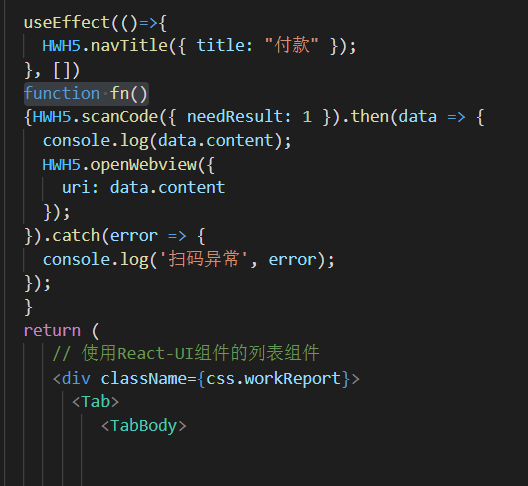 useEffect(()=>{
HWH5.navTitle({ title: "付款" });
}, [])
function fn()
{HWH5.scanCode({ needResult: 1 }).then(data => {
console.log(data.content);
HWH5.openWebview({
uri: data.content
});
}).catch(error => {
console.log('扫码异常', error);
});
}
return (
// 使用React-UI组件的列表组件
<div className={css.workReport}>
<Tab>
<TabBody>